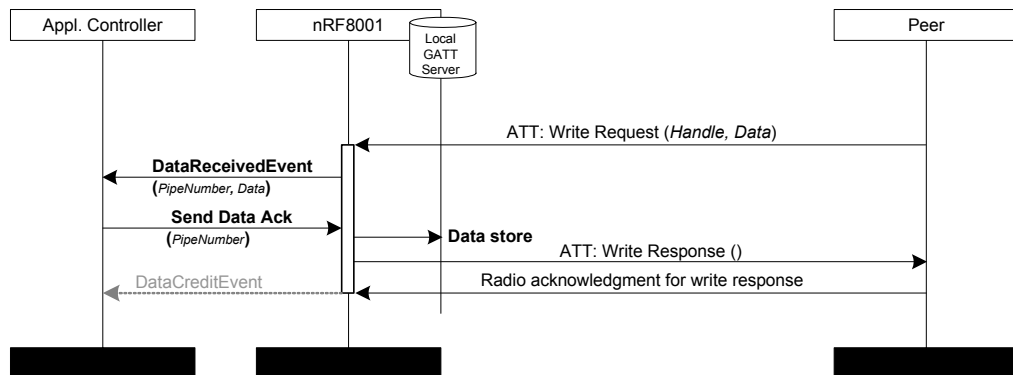 Appl. Controller
nRF8001
Local
GATT
Server
Peer
ATT: Write Request (Handle, Data)
DataReceivedEvent
(PipeNumber, Data)
Send Data Ack
(PipeNumber)
Data store
ATT: Write Response ()
DataCreditEvent
Radio acknowledgment for write response